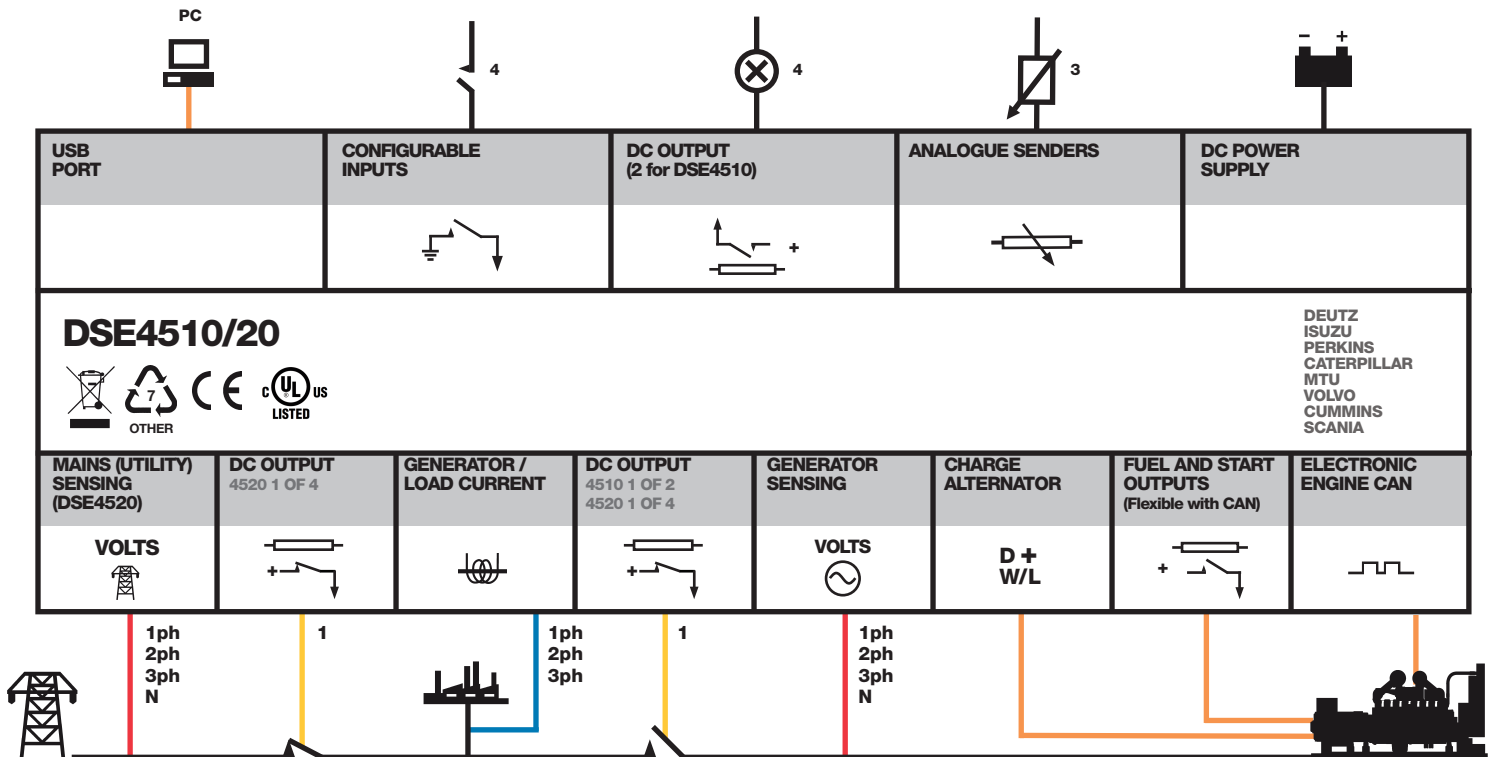 PC
4
4
3
- +
USB
PORT
CONFIGURABLE
INPUTS
DC OUTPUT
(2 for DSE4510)
ANALOGUE SENDERS
DC POWER
SUPPLY
+
DSE4510/20
7
OTHER
CE
C UL US
®
LISTED
DEUTZ
ISUZU
PERKINS
CATERPILLAR
MTU
VOLVO
CUMMINS
SCANIA
MAINS (UTILITY)
SENSING
(DSE4520)
VOLTS
DC OUTPUT
4520 1 OF 4
+
GENERATOR /
LOAD CURRENT
DC OUTPUT
4510 1 OF 2
4520 1 OF 4
+
GENERATOR
SENSING
VOLTS
CHARGE
ALTERNATOR
D +
W/L
FUEL AND START
OUTPUTS
(Flexible with CAN)
+
ELECTRONIC
ENGINE CAN
1ph
2ph
3ph
N
1
1ph
2ph
3ph
1
1ph
2ph
3ph
N